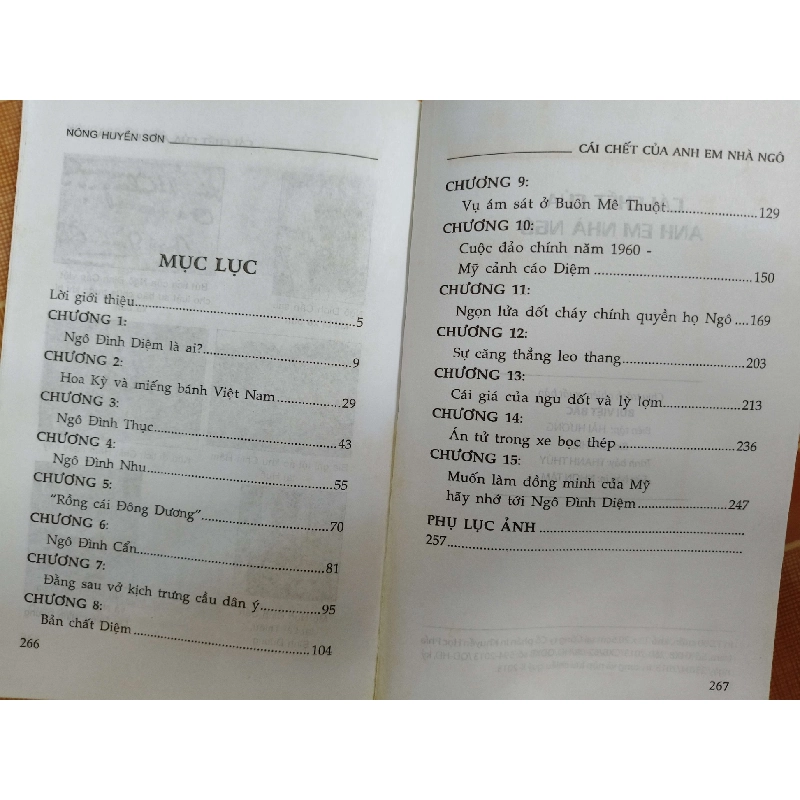 NÔNG HUYỀN SƠN
MỤC LỤC
Lời giới thiệu.....5
CHƯƠNG 1:
Ngô Đình Diệm là ai?.....9
CHƯƠNG 2:
Hoa Kỳ và miếng bánh Việt Nam.....29
CHƯƠNG 3:
Ngô Đình Thục.....43
CHƯƠNG 4:
Ngô Đình Nhu.....55
CHƯƠNG 5:
"Rồng cái Đông Dương".....70
CHƯƠNG 6:
Ngô Đình Cẩn.....81
CHƯƠNG 7:
Đằng sau vở kịch trưng cầu dân ý.....95
CHƯƠNG 8:
Bản chất Diệm.....104
266
CÁI CHẾT CỦA ANH EM NHÀ NGÔ
CHƯƠNG 9:
Vụ ám sát ở Buôn Mê Thuột.....129
CHƯƠNG 10:
Cuộc đảo chính năm 1960 -
Mỹ cảnh cáo Diệm.....150
CHƯƠNG 11:
Ngọn lửa đốt cháy chính quyền họ Ngô....169
CHƯƠNG 12:
Sự căng thẳng leo thang.....203
CHƯƠNG 13:
Cái giá của ngu dốt và lỳ lợm.....213
CHƯƠNG 14:
Án tử trong xe bọc thép.....236
CHƯƠNG 15:
Muốn làm đồng minh của Mỹ
hãy nhớ tới Ngô Đình Diệm.....247
PHỤ LỤC ẢNH.....
257.....
267